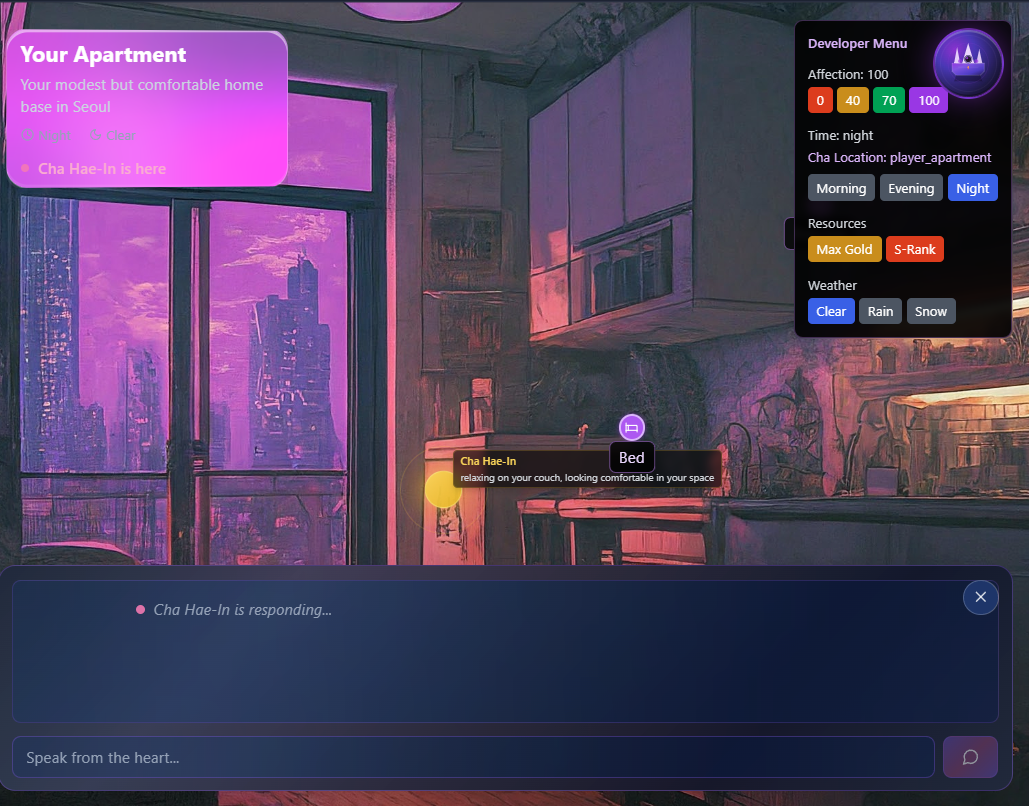 Your Apartment
Your modest but comfortable home
base in Seoul
Night Clear
Cha Hae-In is here
Developer Menu
Affection: 100
0 40 70 100
Time: night
Cha Location: player_apartment
Morning Evening Night
Resources
Max Gold S-Rank
Weather
Clear Rain Snow
Bed
Cha Hae-In
relaxing on your couch, looking comfortable in your space
Cha Hae-In is responding...
Speak from the heart...